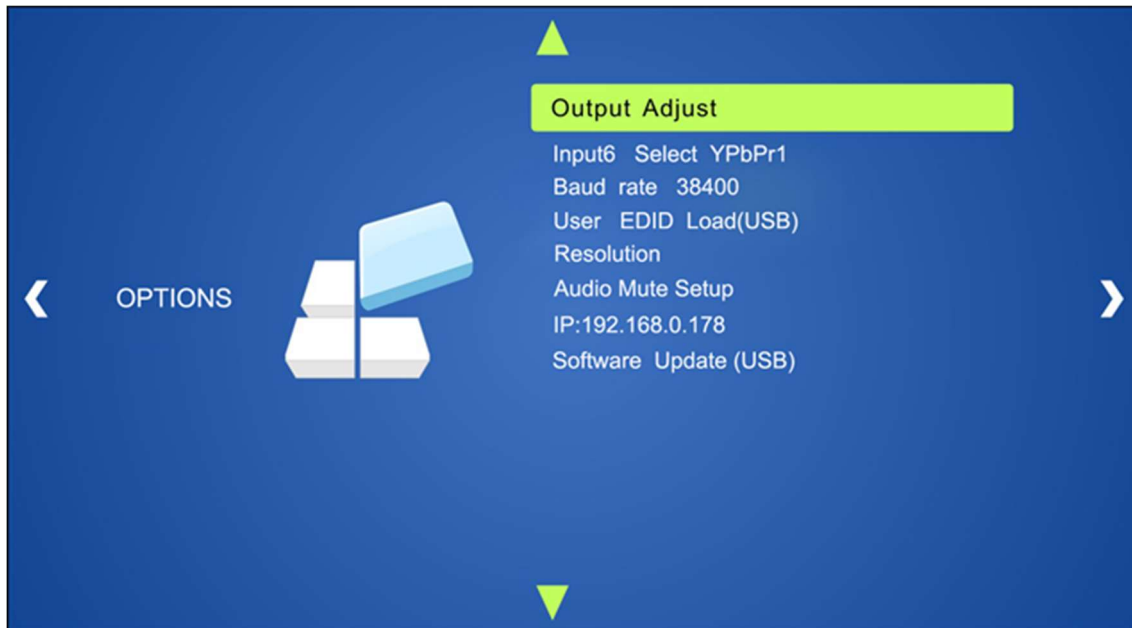 Output Adjust
Input6 Select YPbPr1
Baud rate 38400
User EDID Load(USB)
Resolution
OPTIONS
Audio Mute Setup
IP:192.168.0.178
Software Update (USB)